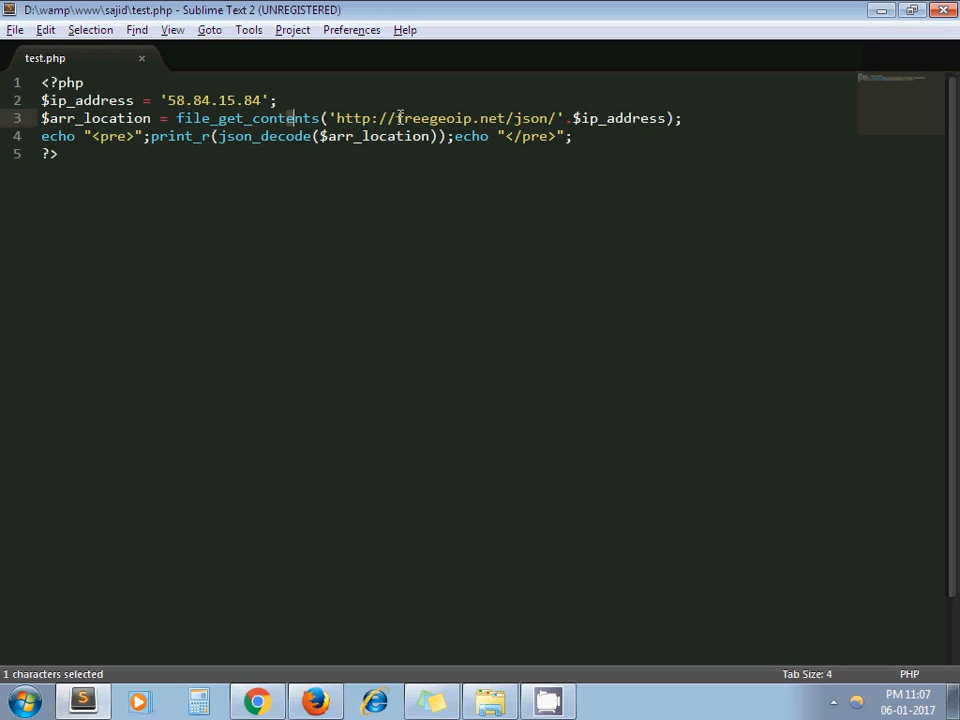 D:\wamp\www\sajid\test.php - Sublime Text 2 (UNREGISTERED)
File Edit Selection Find View Goto Tools Project Preferences Help
test.php ×
1 <?php
2 $ip_address = '58.84.15.84';
3 $arr_location = file_get_contents('http://freegeoip.net/json/'.$ip_address);
4 echo "<pre>";print_r(json_decode($arr_location));echo "</pre>";
5 ?>
1 characters selected Tab Size: 4 PHP
PM 11:07
06-01-2017